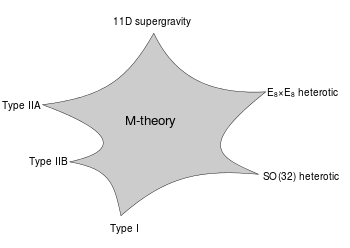 11D supergravity
E₈×E₈ heterotic
Type IIA
M-theory
Type IIB
SO(32) heterotic
Type I